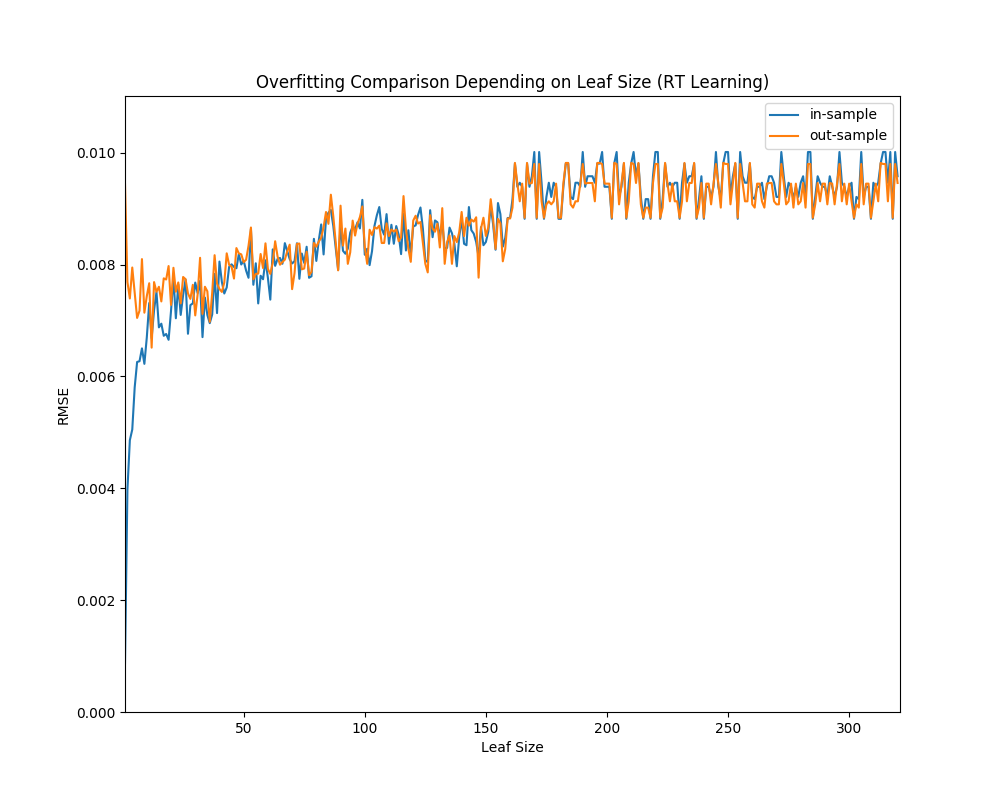 Overfitting Comparison Depending on Leaf Size (RT Learning)
in-sample
out-sample
0.010
0.008
0.006
0.004
0.002
0.000
RMSE
50
100
150
200
250
300
Leaf Size